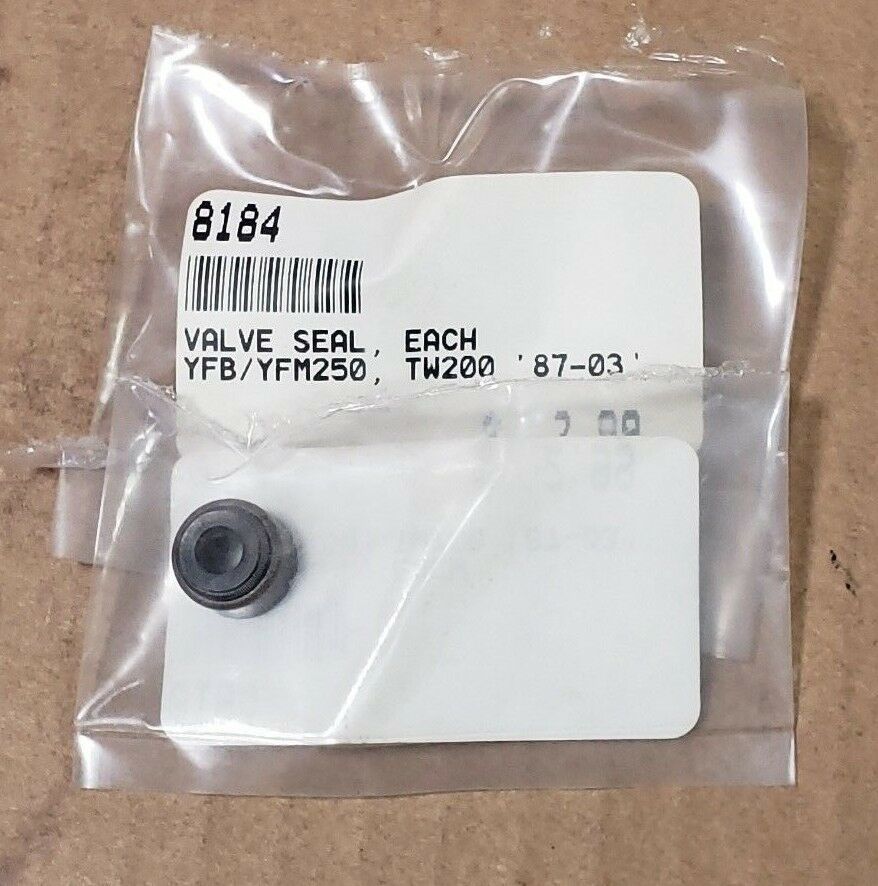 8184
VALVE SEAL, EACH
YFB/YFM250, TW200 '87-03'